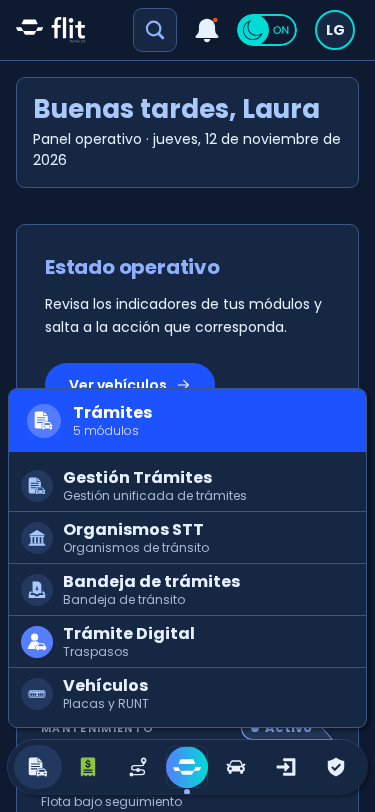 flit
ON
LG
Buenas tardes, Laura
Panel operativo · jueves, 12 de noviembre de
2026
Estado operativo
Revisa los indicadores de tus módulos y
salta a la acción que corresponda.
Ver vehículos →
Trámites
5 módulos
Gestión Trámites
Gestión unificada de trámites
Organismos STT
Organismos de tránsito
Bandeja de trámites
Bandeja de tránsito
Trámite Digital
Traspasos
Vehículos
Placas y RUNT
MANTENIMIENTO
Activo
Flota bajo seguimiento